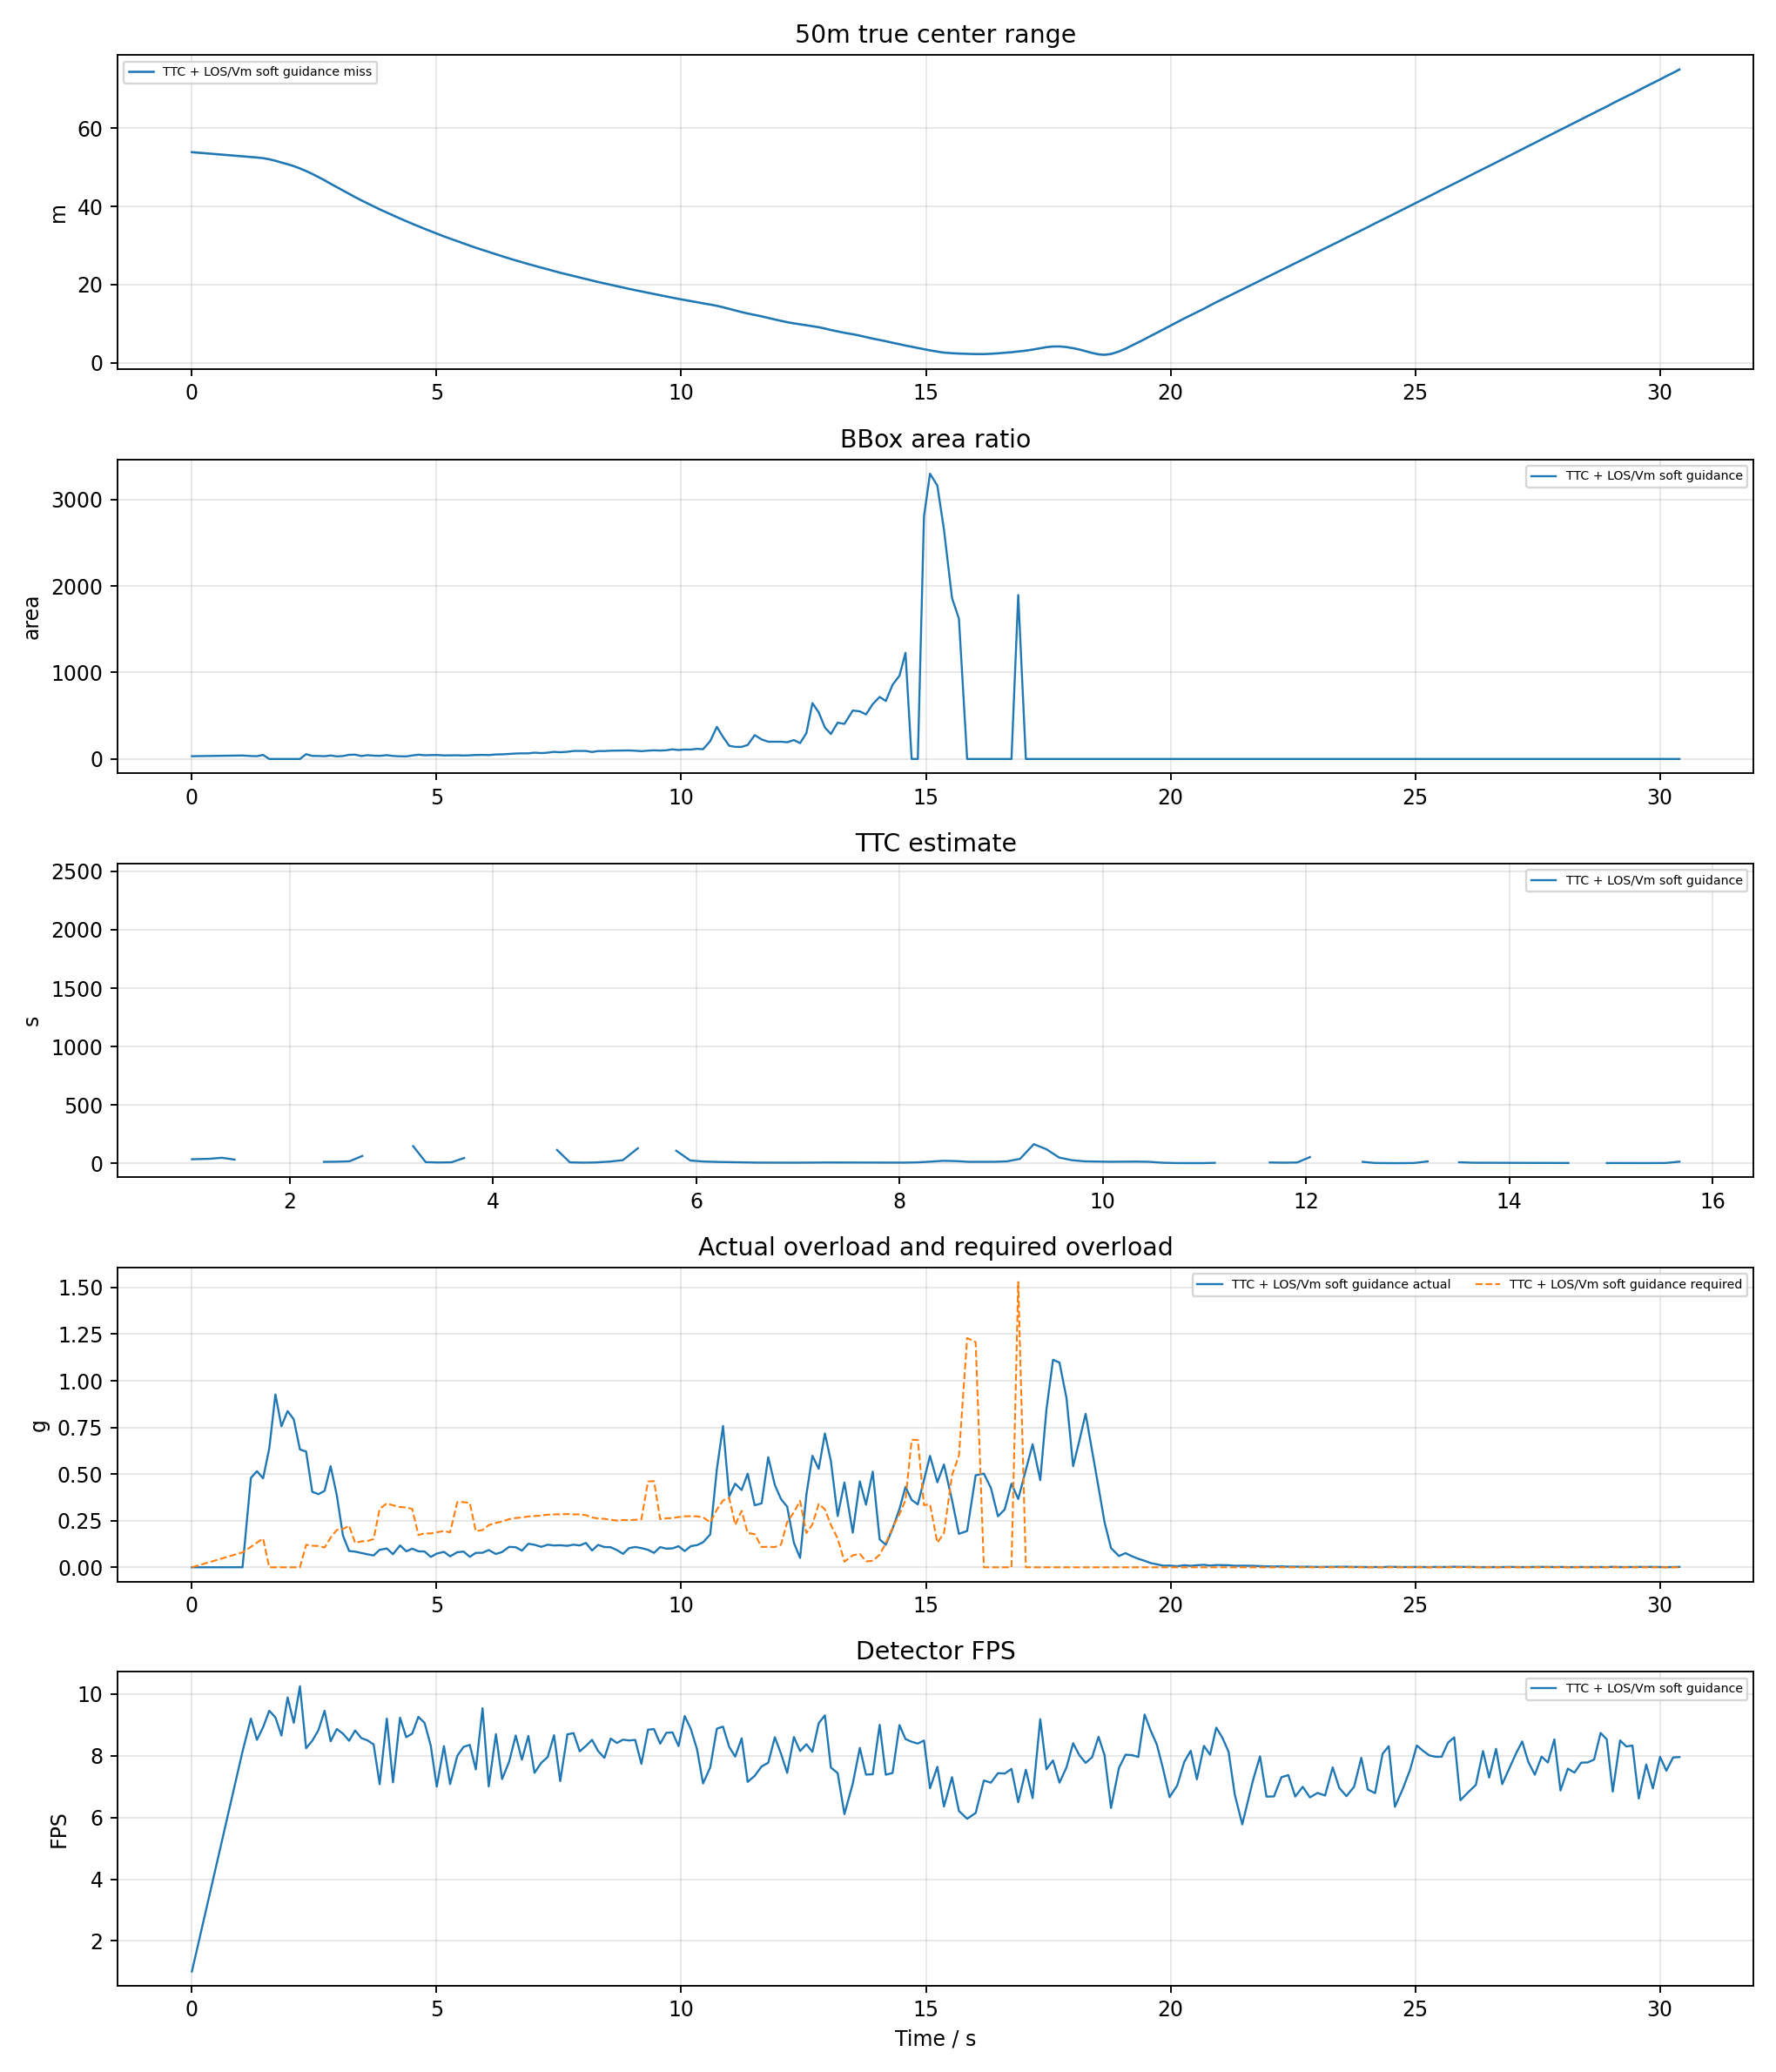 50m true center range
TTC + LOS/Vm soft guidance miss
m
60
40
20
0
0 5 10 15 20 25 30
BBox area ratio
TTC + LOS/Vm soft guidance
area
3000
2000
1000
0
0 5 10 15 20 25 30
TTC estimate
TTC + LOS/Vm soft guidance
s
2500
2000
1500
1000
500
0
2 4 6 8 10 12 14 16
Actual overload and required overload
TTC + LOS/Vm soft guidance actual TTC + LOS/Vm soft guidance required
g
1.50
1.25
1.00
0.75
0.50
0.25
0.00
0 5 10 15 20 25 30
Detector FPS
TTC + LOS/Vm soft guidance
FPS
10
8
6
4
2
0 5 10 15 20 25 30
Time / s